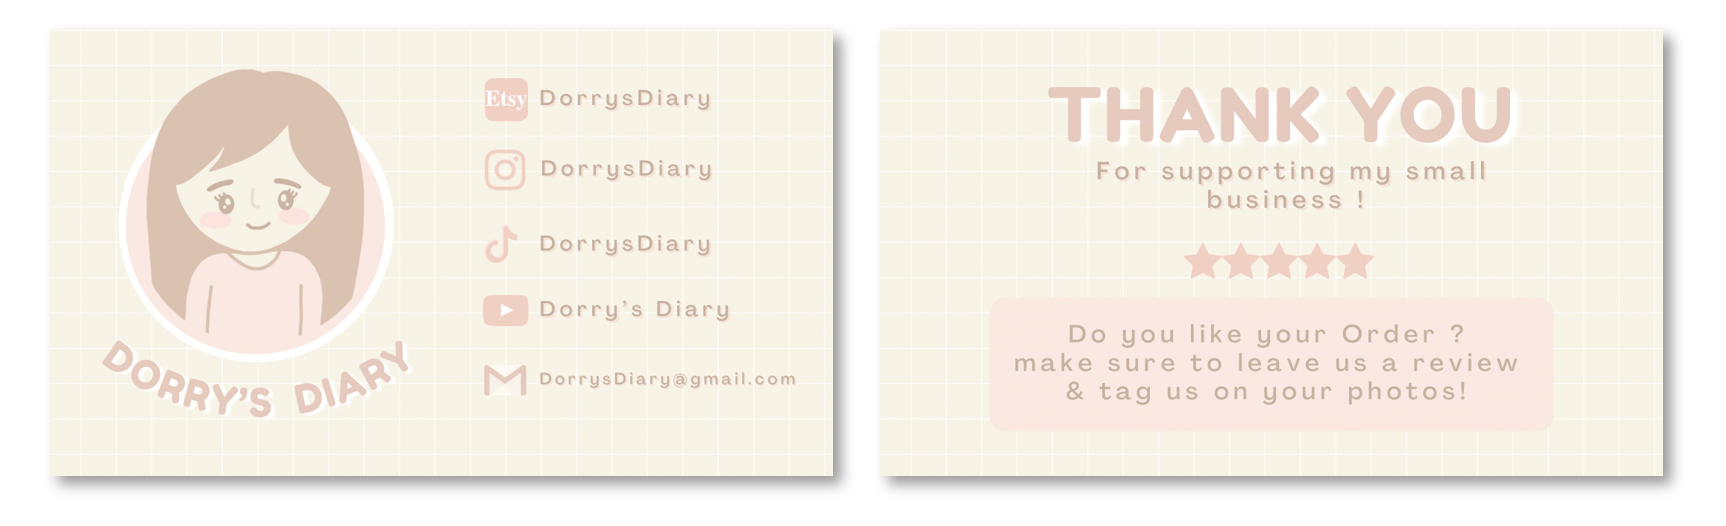 DORRY'S DIARY
Etsy
DorrysDiary
DorrysDiary
DorrysDiary
Dorry's Diary
DorrysDiary@gmail.com
THANK YOU
For supporting my small
business !
Do you like your Order ?
make sure to leave us a review
& tag us on your photos!